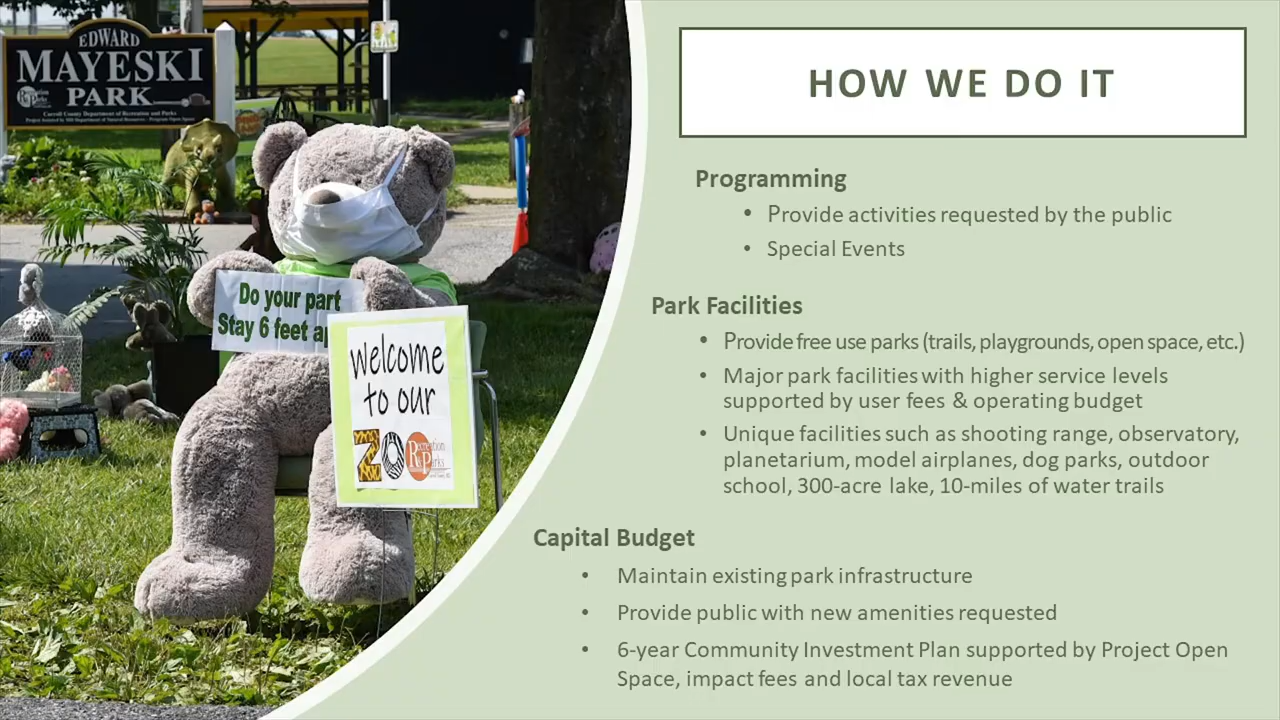 EDWARD
MAYESKI
PARK
Carroll County Department of Recreation and Parks
Do your part
Stay 6 feet
welcome
to our
ZOO
Recreation
Parks
HOW WE DO IT
Programming
• Provide activities requested by the public
• Special Events
Park Facilities
• Provide free use parks (trails, playgrounds, open space, etc.)
• Major park facilities with higher service levels
supported by user fees & operating budget
• Unique facilities such as shooting range, observatory,
planetarium, model airplanes, dog parks, outdoor
school, 300-acre lake, 10-miles of water trails
Capital Budget
• Maintain existing park infrastructure
• Provide public with new amenities requested
• 6-year Community Investment Plan supported by Project Open
Space, impact fees and local tax revenue